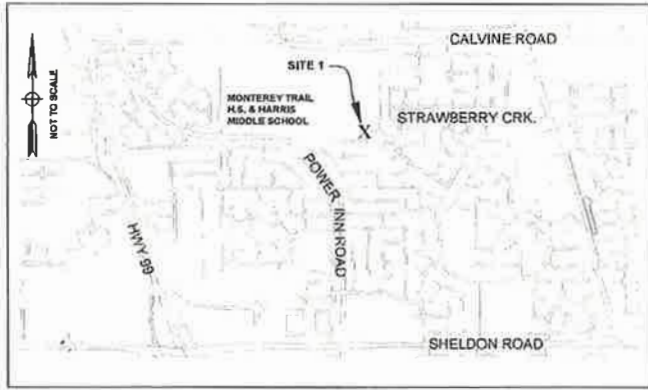 CALVINE ROAD
SITE 1
NOT TO SCALE
MONTEREY TRAIL
H.S. & HARRIS
MIDDLE SCHOOL
STRAWBERRY CRK.
X
POWER INN ROAD
HWY 99
SHELDON ROAD